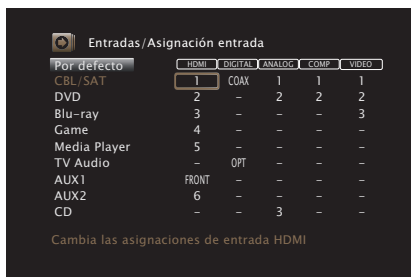 Entradas/Asignación entrada
Por defecto HDMI DIGITAL ANALOG COMP VIDEO
CBL/SAT 1 COAX 1 1 1
DVD 2 – 2 2 2
Blu-ray 3 – – – 3
Game 4 – – – –
Media Player 5 – – – –
TV Audio – OPT – – –
AUX1 FRONT – – – –
AUX2 6 – – – –
CD – – 3 – –
Cambia las asignaciones de entrada HDMI